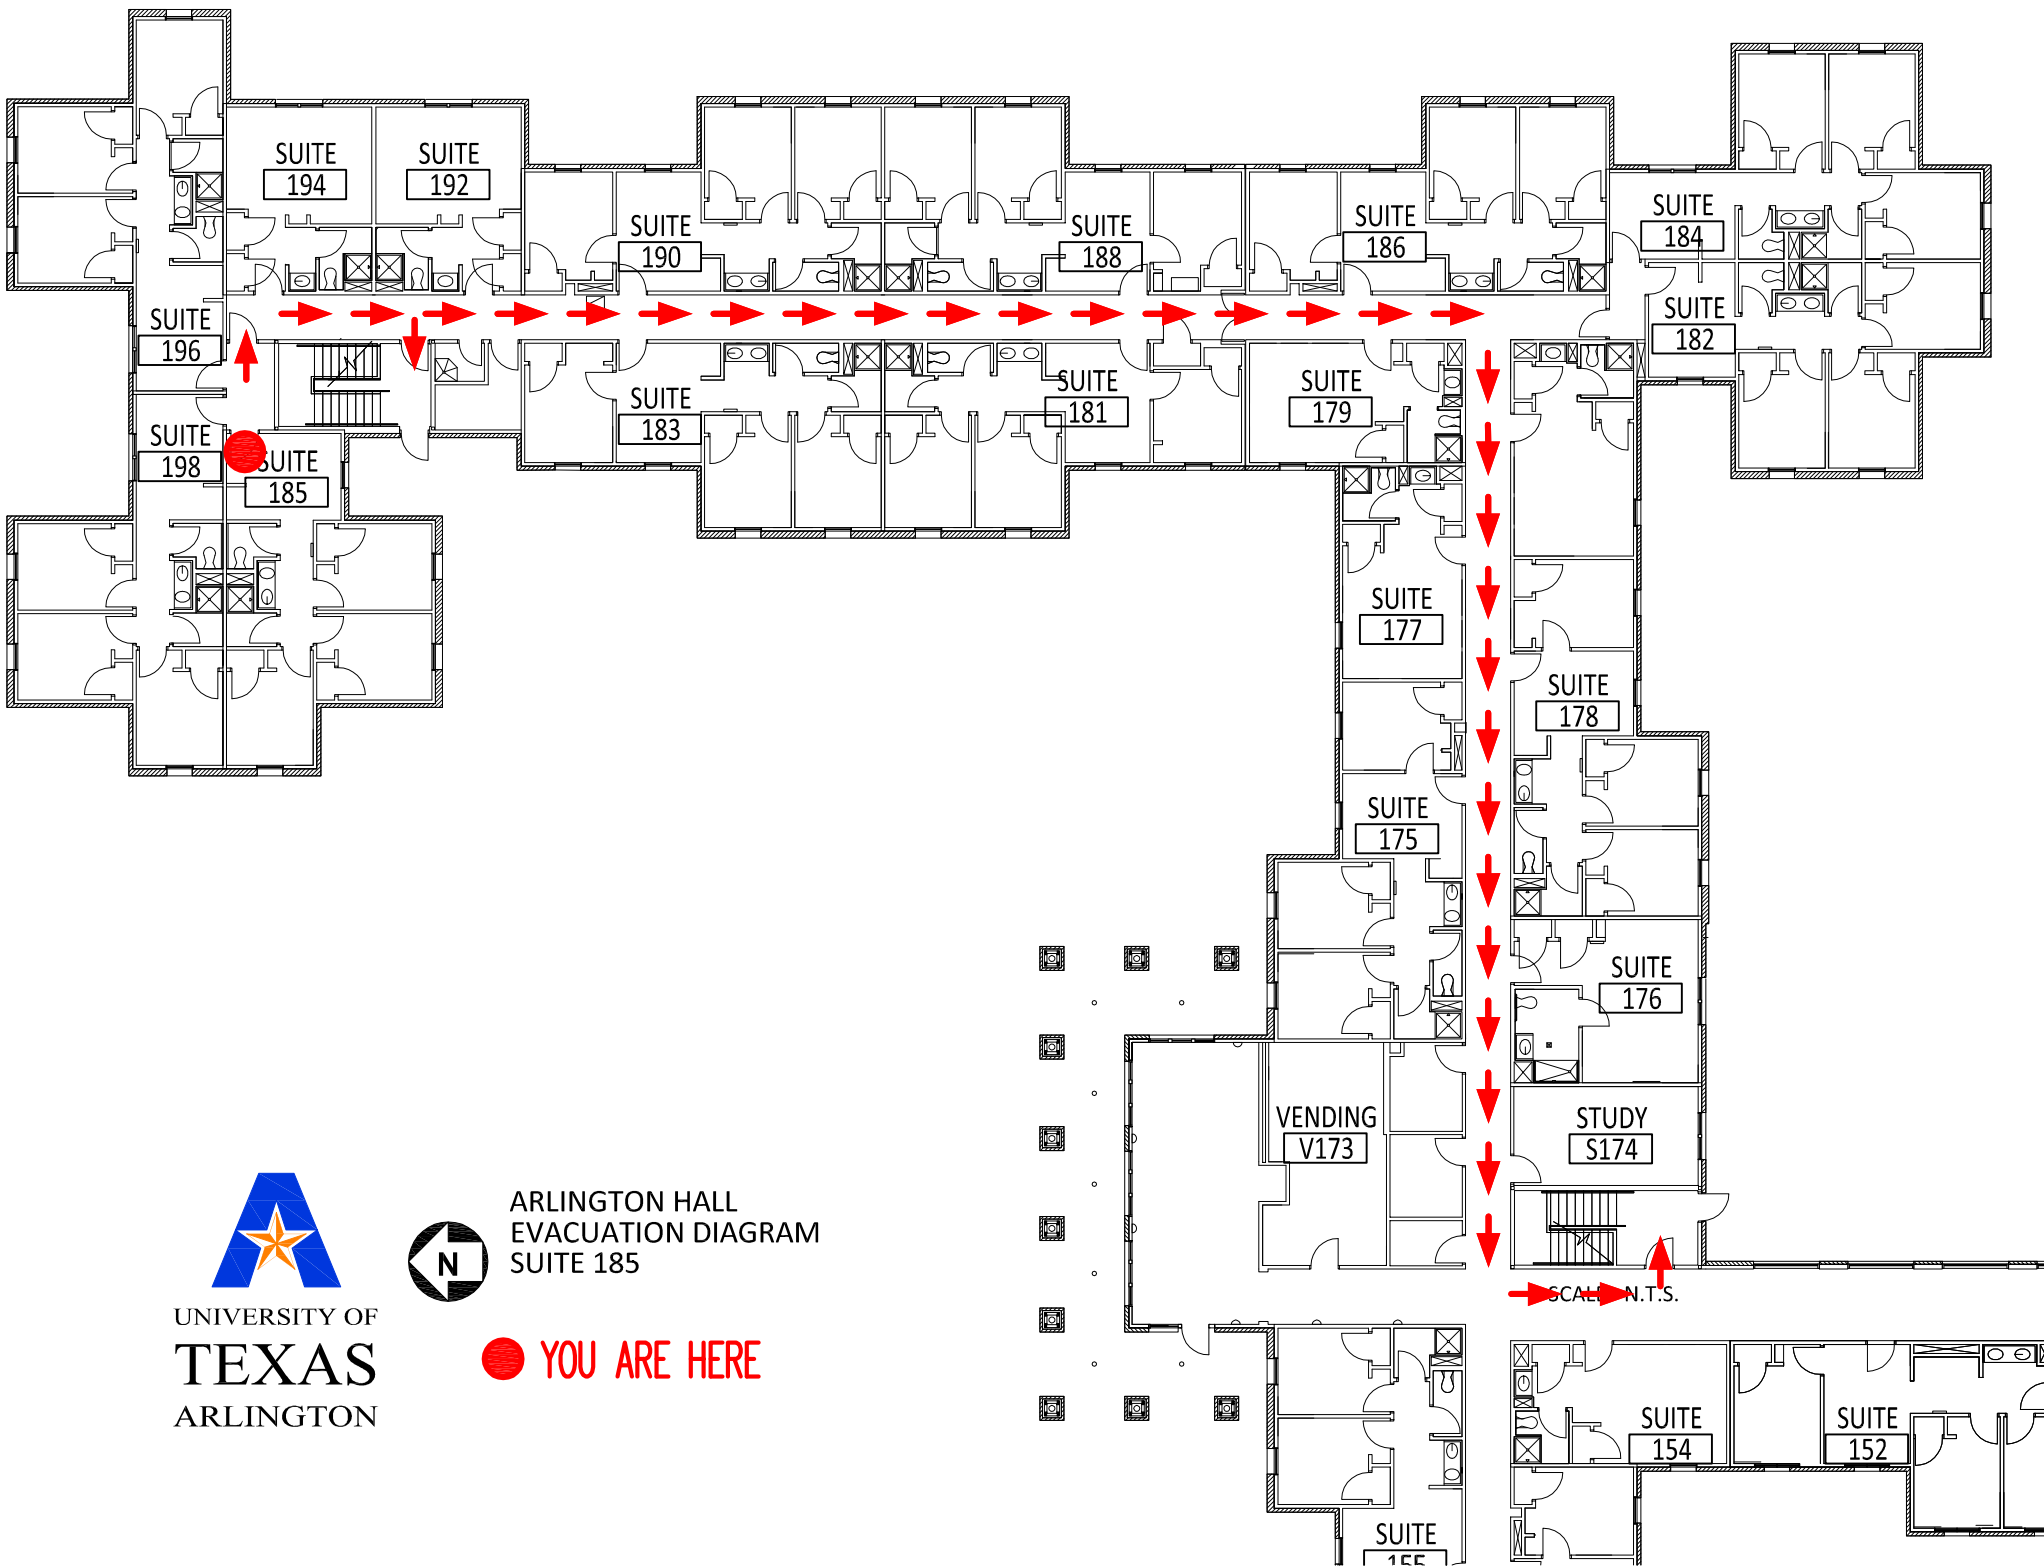 SUITE
194
SUITE
192
SUITE
190
SUITE
188
SUITE
186
SUITE
184
SUITE
196
SUITE
182
SUITE
198
SUITE
185
SUITE
183
SUITE
181
SUITE
179
SUITE
177
SUITE
178
SUITE
175
SUITE
176
VENDING
V173
STUDY
S174
SCALE N.T.S.
SUITE
154
SUITE
152
SUITE
155
UNIVERSITY OF
TEXAS
ARLINGTON
N
ARLINGTON HALL
EVACUATION DIAGRAM
SUITE 185
YOU ARE HERE